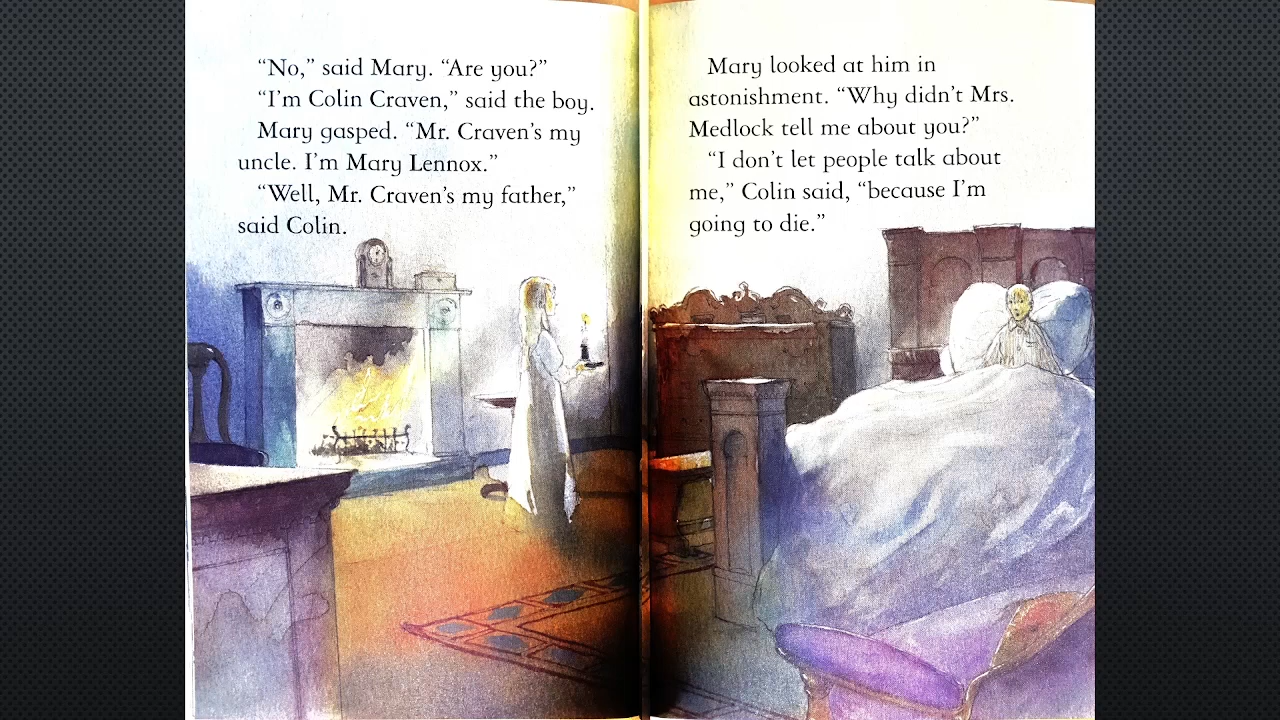 “No,” said Mary. “Are you?”
“I’m Colin Craven,” said the boy.
Mary gasped. “Mr. Craven’s my
uncle. I’m Mary Lennox.”
“Well, Mr. Craven’s my father,”
said Colin.
Mary looked at him in
astonishment. “Why didn’t Mrs.
Medlock tell me about you?”
“I don’t let people talk about
me,” Colin said, “because I’m
going to die.”